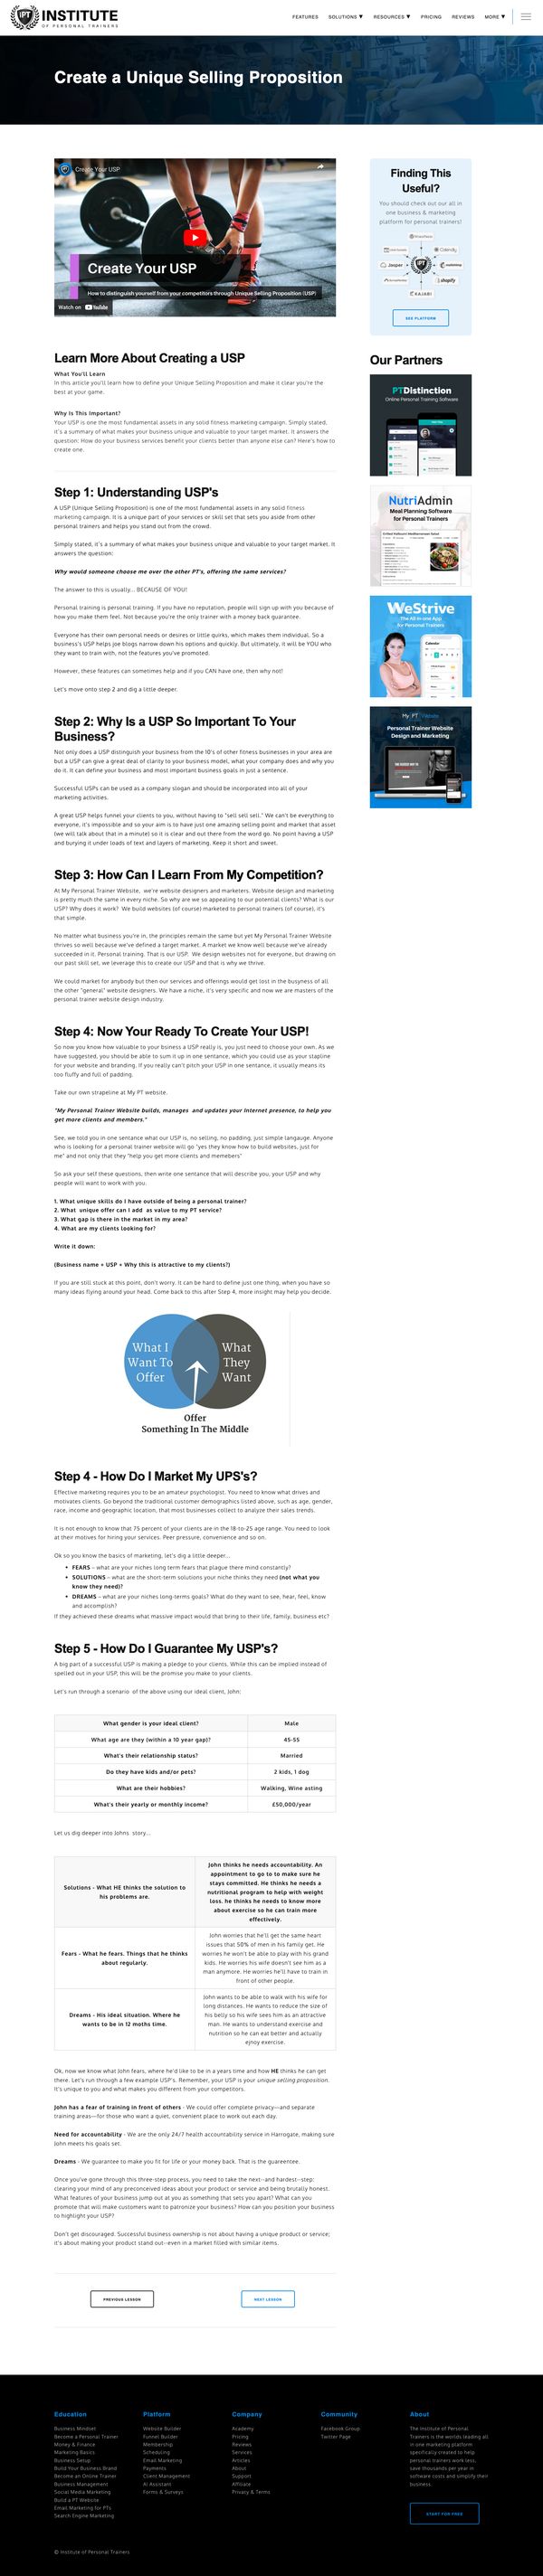 IPT INSTITUTE
OF PERSONAL TRAINERS
FEATURES SOLUTIONS ▼ RESOURCES ▼ PRICING REVIEWS MORE ▼
Create a Unique Selling Proposition
Create Your USP
Create Your USP
How to distinguish yourself from your competitors through Unique Selling Proposition (USP)
Watch on YouTube
Learn More About Creating a USP
What You'll Learn
In this article you'll learn how to define your Unique Selling Proposition and make it clear you're the
best at your game.
Why Is This Important?
Your USP is one the most fundamental assets in any solid fitness marketing campaign. Simply stated,
it's a summary of what makes your business unique and valuable to your target market. It answers the
question: How do your business services benefit your clients better than anyone else can? Here's how to
create one.
Step 1: Understanding USP's
A USP (Unique Selling Proposition) is one of the most fundamental assets in any solid fitness
marketing campaign. It is a unique part of your services or skill set that sets you aside from other
personal trainers and helps you stand out from the crowd.
Simply stated, it's a summary of what makes your business unique and valuable to your target market. It
answers the question:
Why would someone choose me over the other PT's, offering the same services?
The answer to this is usually... BECAUSE OF YOU!
Personal training is personal training. If you have no reputation, people will sign up with you because of
how you make them feel. Not because you're the only trainer with a money back guarantee.
Everyone has their own personal needs or desires or little quirks, which makes them individual. So a
business's USP helps joe blogs narrow down his options and quickly. But ultimately, it will be YOU who
they want to train with, not the features you've promoted.
However, these features can sometimes help and if you CAN have one, then why not!
Let's move onto step 2 and dig a little deeper.
Step 2: Why Is a USP So Important To Your
Business?
Not only does a USP distinguish your business from the 10's of other fitness businesses in your area are
but a USP can give a great deal of clarity to your business model, what your company does and why you
do it. It can define your business and most important business goals in just a sentence.
Successful USPs can be used as a company slogan and should be incorporated into all of your
marketing activities.
A great USP helps funnel your clients to you, without having to "sell sell sell." We can't be everything to
everyone, it's impossible and so your aim is to have just one amazing selling point and market that asset
(we will talk about that in a minute) so it is clear and out there from the word go. No point having a USP
and burying it under loads of text and layers of marketing. Keep it short and sweet.
Step 3: How Can I Learn From My Competition?
At My Personal Trainer Website, we're website designers and marketers. Website design and marketing
is pretty much the same in every niche. So why are we so appealing to our potential clients? What is our
USP? Why does it work? We build websites (of course) marketed to personal trainers (of course), it's
that simple.
No matter what business you're in, the principles remain the same but yet My Personal Trainer Website
thrives so well because we've defined a target market. A market we know well because we've already
succeeded in it. Personal training. That is our USP. We design websites not for everyone, but drawing on
our past skill set, we leverage this to create our USP and that is why we thrive.
We could market for anybody but then our services and offerings would get lost in the busyness of all
the other "general" website designers. We have a niche, it's very specific and now we are masters of the
personal trainer website design industry.
Step 4: Now Your Ready To Create Your USP!
So now you know how valuable to your bsiness a USP really is, you just need to choose your own. As we
have suggested, you should be able to sum it up in one sentance, which you could use as your stapline
for your website and branding. If you really can't pitch your USP in one sentance, it usually means its
too fluffy and full of padding.
Take our own strapeline at My PT website.
"My Personal Trainer Website builds, manages and updates your Internet presence, to help you
get more clients and members."
See, we told you in one sentance what our USP is, no selling, no padding, just simple langauge. Anyone
who is looking for a personal trainer website will go "yes they know how to build websites, just for
me" and not only that they "help you get more clients and memebers"
So ask your self these questions, then write one sentance that will describe you, your USP and why
people will want to work with you.
1. What unique skills do I have outside of being a personal trainer?
2. What unique offer can I add as value to my PT service?
3. What gap is there in the market in my area?
4. What are my clients looking for?
Write it down:
(Business name + USP + Why this is attractive to my clients?)
If you are still stuck at this point, don't worry. It can be hard to define just one thing, when you have so
many ideas flying around your head. Come back to this after Step 4, more insight may help you decide.
What I
Want To
Offer
What
They
Want
Offer
Something In The Middle
Step 4 - How Do I Market My UPS's?
Effective marketing requires you to be an amateur psychologist. You need to know what drives and
motivates clients. Go beyond the traditional customer demographics listed above, such as age, gender,
race, income and geographic location, that most businesses collect to analyze their sales trends.
It is not enough to know that 75 percent of your clients are in the 18-to-25 age range. You need to look
at their motives for hiring your services. Peer pressure, convenience and so on.
Ok so you know the basics of marketing, let's dig a little deeper...
• FEARS – what are your niches long term fears that plague there mind constantly?
• SOLUTIONS – what are the short-term solutions your niche thinks they need (not what you
know they need)?
• DREAMS – what are your niches long-terms goals? What do they want to see, hear, feel, know
and accomplish?
If they achieved these dreams what massive impact would that bring to their life, family, business etc?
Step 5 - How Do I Guarantee My USP's?
A big part of a successful USP is making a pledge to your clients. While this can be implied instead of
spelled out in your USP, this will be the promise you make to your clients.
Let's run through a scenario of the above using our ideal client, John:
What gender is your ideal client? Male
What age are they (within a 10 year gap)? 45-55
What's their relationship status? Married
Do they have kids and/or pets? 2 kids, 1 dog
What are their hobbies? Walking, Wine asting
What's their yearly or monthly income? £50,000/year
Let us dig deeper into Johns story...
Solutions - What HE thinks the solution to
his problems are.
John thinks he needs accountability. An
appointment to go to to make sure he
stays committed. He thinks he needs a
nutritional program to help with weight
loss. he thinks he needs to know more
about exercise so he can train more
effectively.
Fears - What he fears. Things that he thinks
about regularly.
John worries that he'll get the same heart
issues that 50% of men in his family get. He
worries he won't be able to play with his grand
kids. He worries his wife doesn't see him as a
man anymore. He worries he'll have to train in
front of other people.
Dreams - His ideal situation. Where he
wants to be in 12 moths time.
John wants to be able to walk with his wife for
long distances. He wants to reduce the size of
his belly so his wife sees him as an attractive
man. He wants to understand exercise and
nutrition so he can eat better and actually
ejnoy exercise.
Ok, now we know what John fears, where he'd like to be in a years time and how HE thinks he can get
there. Let's run through a few example USP's. Remember, your USP is your unique selling proposition.
It's unique to you and what makes you different from your competitors.
John has a fear of training in front of others - We could offer complete privacy—and separate
training areas—for those who want a quiet, convenient place to work out each day.
Need for accountability - We are the only 24/7 health accountability service in Harrogate, making sure
John meets his goals set.
Dreams - We guarantee to make you fit for life or your money back. That is the guareentee.
Once you've gone through this three-step process, you need to take the next--and hardest--step:
clearing your mind of any preconceived ideas about your product or service and being brutally honest.
What features of your business jump out at you as something that sets you apart? What can you
promote that will make customers want to patronize your business? How can you position your business
to highlight your USP?
Don't get discouraged. Successful business ownership is not about having a unique product or service;
it's about making your product stand out--even in a market filled with similar items.
PREVIOUS LESSON NEXT LESSON
Finding This
Useful?
You should check out our all in
one business & marketing
platform for personal trainers!
Calendly
Jasper
IPT
shopify
KAJABI
SEE PLATFORM
Our Partners
PTDistinction
Online Personal Training Software
NutriAdmin
Meal Planning Software
for Personal Trainers
WeStrive
The All-In-and App
for Personal Trainers
Calendar
My PT Website
Personal Trainer Website
Design and Marketing
Education
Business Mindset
Become a Personal Trainer
Money & Finance
Marketing Basics
Business Setup
Build Your Business Brand
Become an Online Trainer
Business Management
Social Media Marketing
Build a PT Website
Email Marketing for PTs
Search Engine Marketing
Platform
Website Builder
Funnel Builder
Membership
Scheduling
Email Marketing
Payments
Client Management
AI Assistant
Forms & Surveys
Company
Academy
Pricing
Reviews
Services
Articles
About
Support
Affiliate
Privacy & Terms
Community
Facebook Group
Twitter Page
About
The Institute of Personal
Trainers is the worlds leading all
in one marketing platform
specifically created to help
personal trainers work less,
save thousands per year in
software costs and simplify their
business.
START FOR FREE
© Institute of Personal Trainers